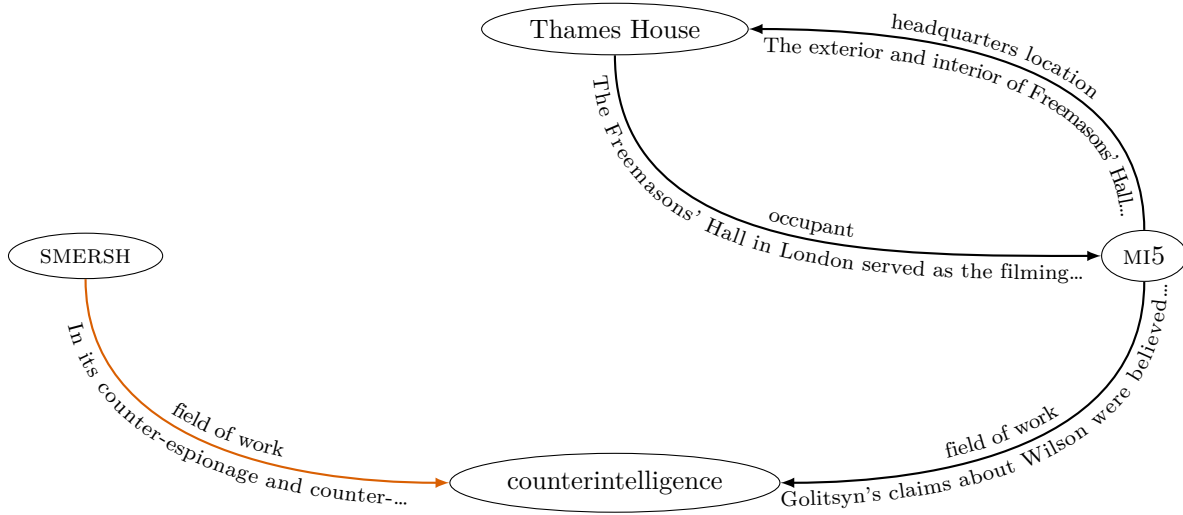 Thames House
headquarters location
The exterior and interior of Freemasons' Hall...
The Freemasons' Hall in London served as the filming...
occupant
SMERSH
MI5
In its counter-espionage and counter-...
field of work
field of work
Golitsyn's claims about Wilson were believed...
counterintelligence